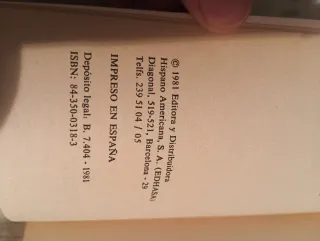 © 1981 Editora y Distribuidora
Hispano Americana, S. A. (EDHASA)
Diagonal, 519-521, Barcelona - 29
Telfs. 239 51 04 / 05
IMPRESO EN ESPAÑA
Depósito legal: B. 7.404 - 1981
ISBN: 84-350-0318-3